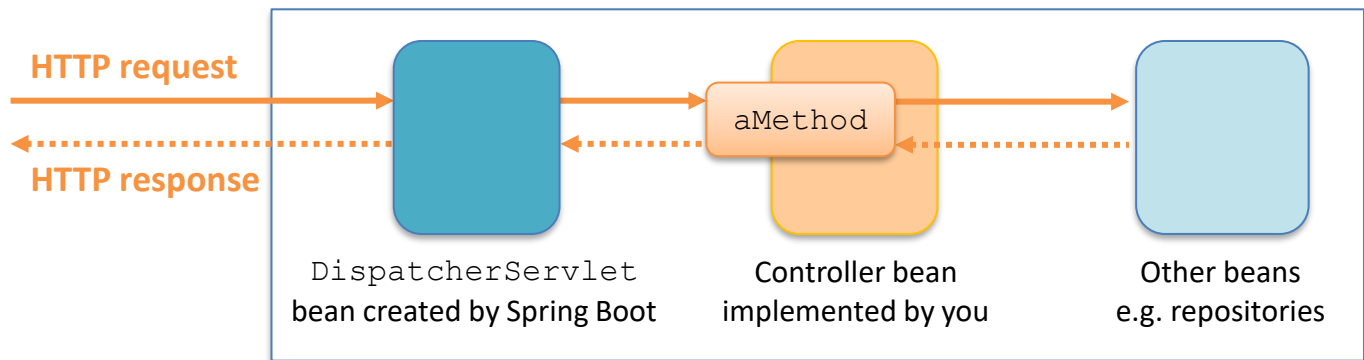 HTTP request
aMethod
HTTP response
DispatcherServlet
bean created by Spring Boot
Controller bean
implemented by you
Other beans
e.g. repositories